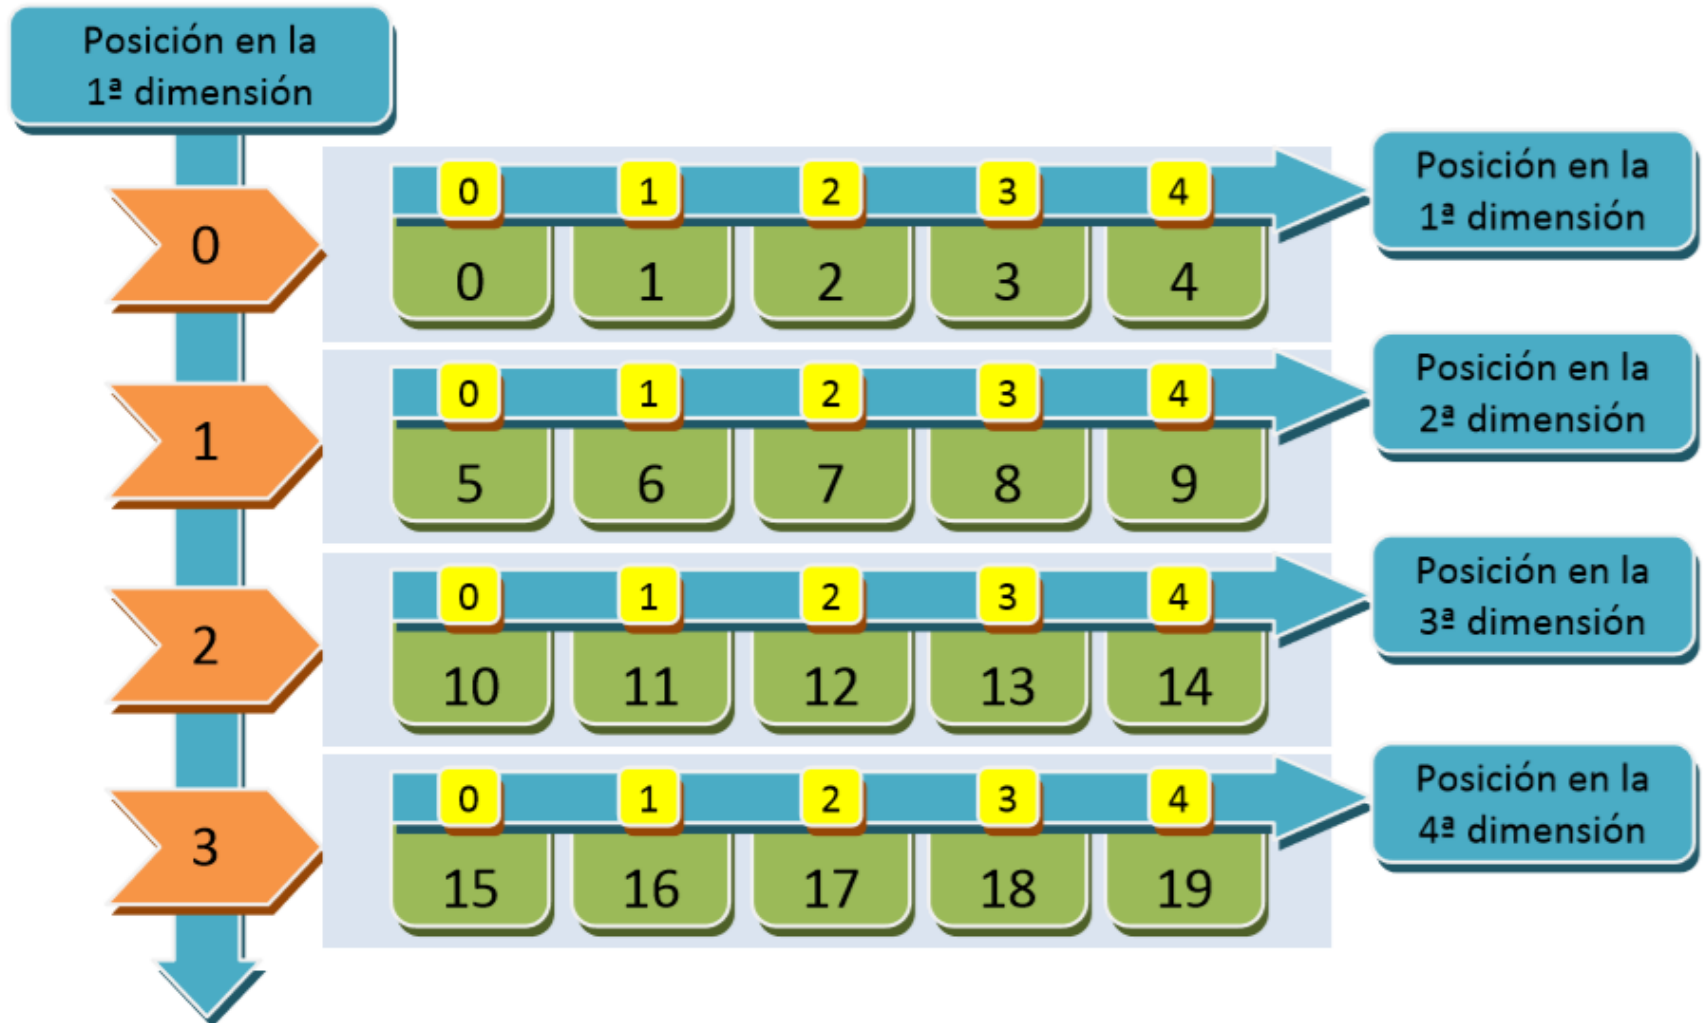 Posición en la
1ª dimensión
0 1 2 3 4
Posición en la
1ª dimensión
0
0 1 2 3 4
0 1 2 3 4
Posición en la
2ª dimensión
1
5 6 7 8 9
0 1 2 3 4
Posición en la
3ª dimensión
2
10 11 12 13 14
0 1 2 3 4
Posición en la
4ª dimensión
3
15 16 17 18 19